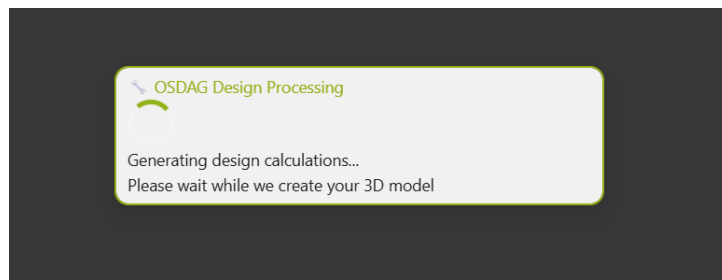 OSDAG Design Processing
Generating design calculations...
Please wait while we create your 3D model